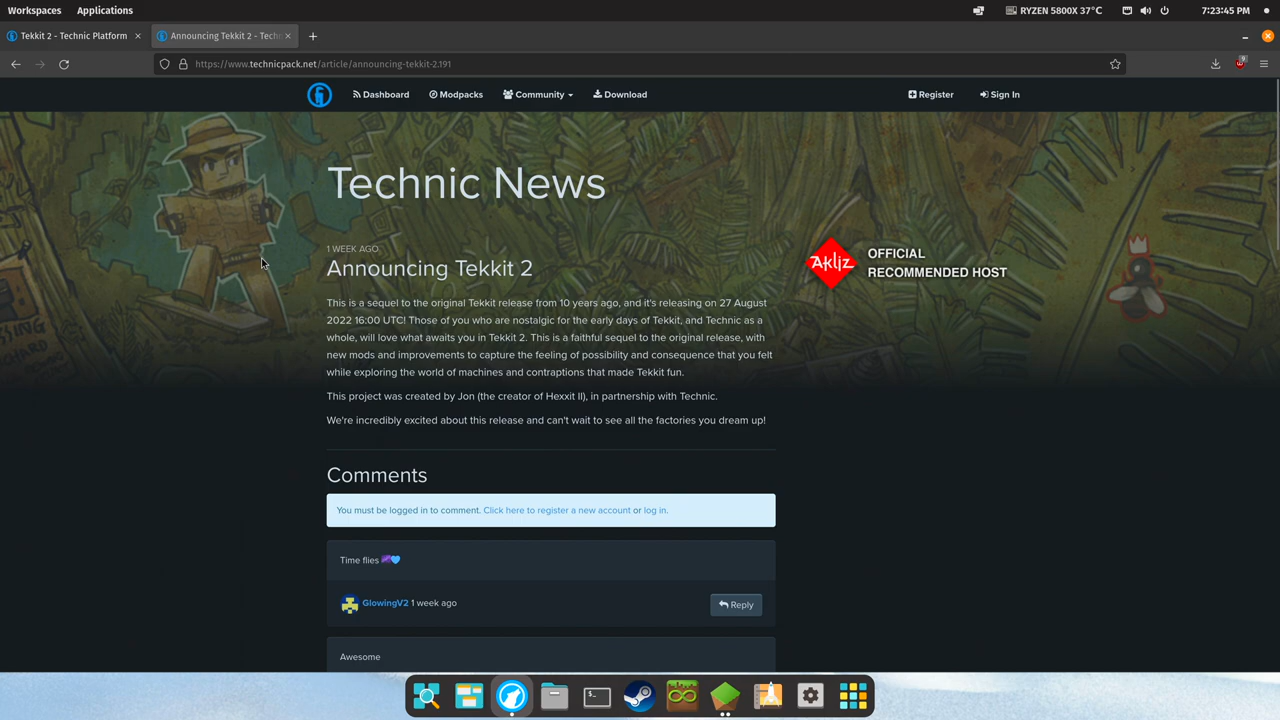 Workspaces Applications RYZEN 5800X 37°C 7:23:45 PM
Tekkit 2 - Technic Platform Announcing Tekkit 2 - Techn
https://www.technicpack.net/article/announcing-tekkit-2.191
Dashboard Modpacks Community Download Register Sign In
Technic News
1 WEEK AGO.
Announcing Tekkit 2
This is a sequel to the original Tekkit release from 10 years ago, and it's releasing on 27 August
2022 16:00 UTC! Those of you who are nostalgic for the early days of Tekkit, and Technic as a
whole, will love what awaits you in Tekkit 2. This is a faithful sequel to the original release, with
new mods and improvements to capture the feeling of possibility and consequence that you felt
while exploring the world of machines and contraptions that made Tekkit fun.
This project was created by Jon (the creator of Hexxit II), in partnership with Technic.
We're incredibly excited about this release and can't wait to see all the factories you dream up!
Akliz
OFFICIAL
RECOMMENDED HOST
Comments
You must be logged in to comment. Click here to register a new account or log in.
Time flies
GlowingV2 1 week ago
Reply
Awesome